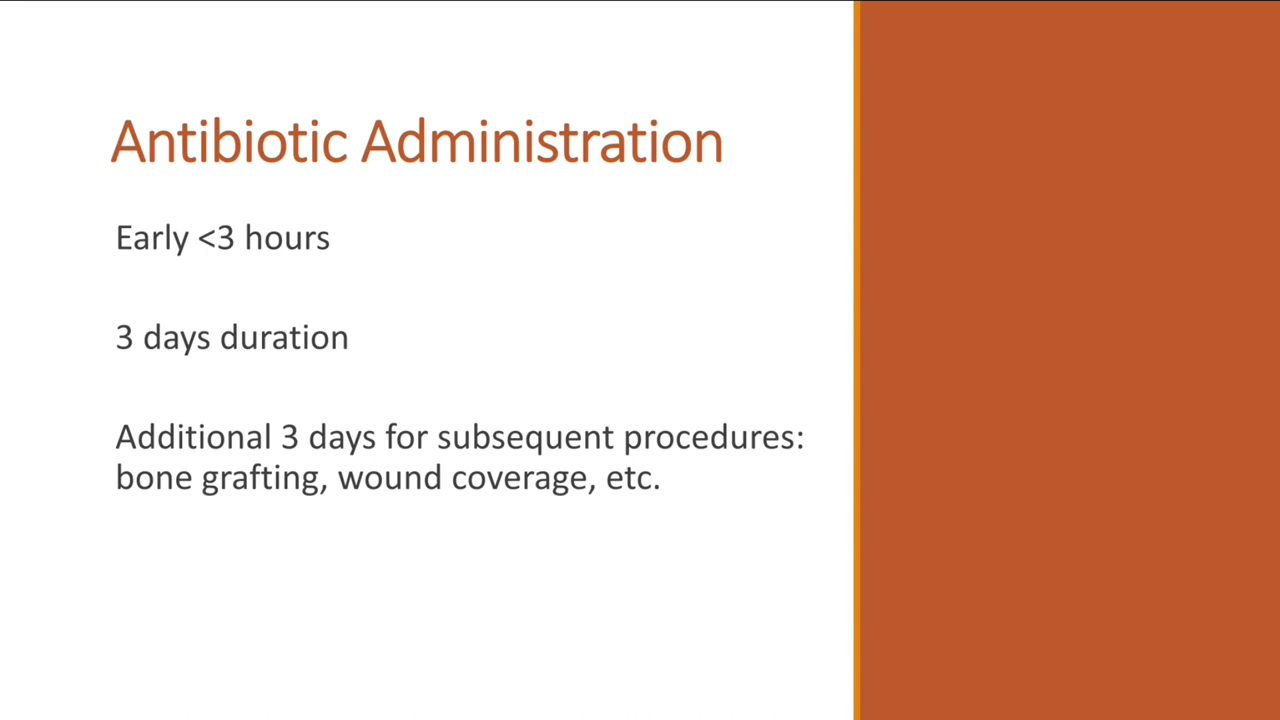 Antibiotic Administration
Early <3 hours
3 days duration
Additional 3 days for subsequent procedures:
bone grafting, wound coverage, etc.